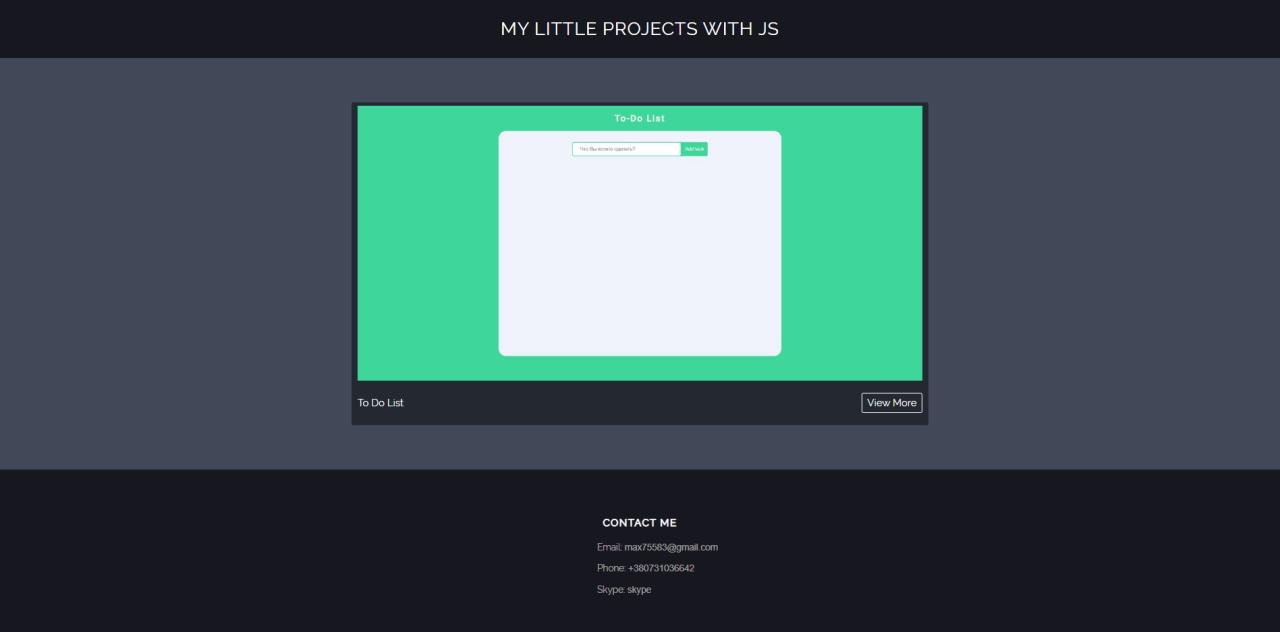 MY LITTLE PROJECTS WITH JS
To-Do List
Что Вы хотите сделать?
Add task
To Do List
View More
CONTACT ME
Email: max75583@gmail.com
Phone: +380731036642
Skype: skype